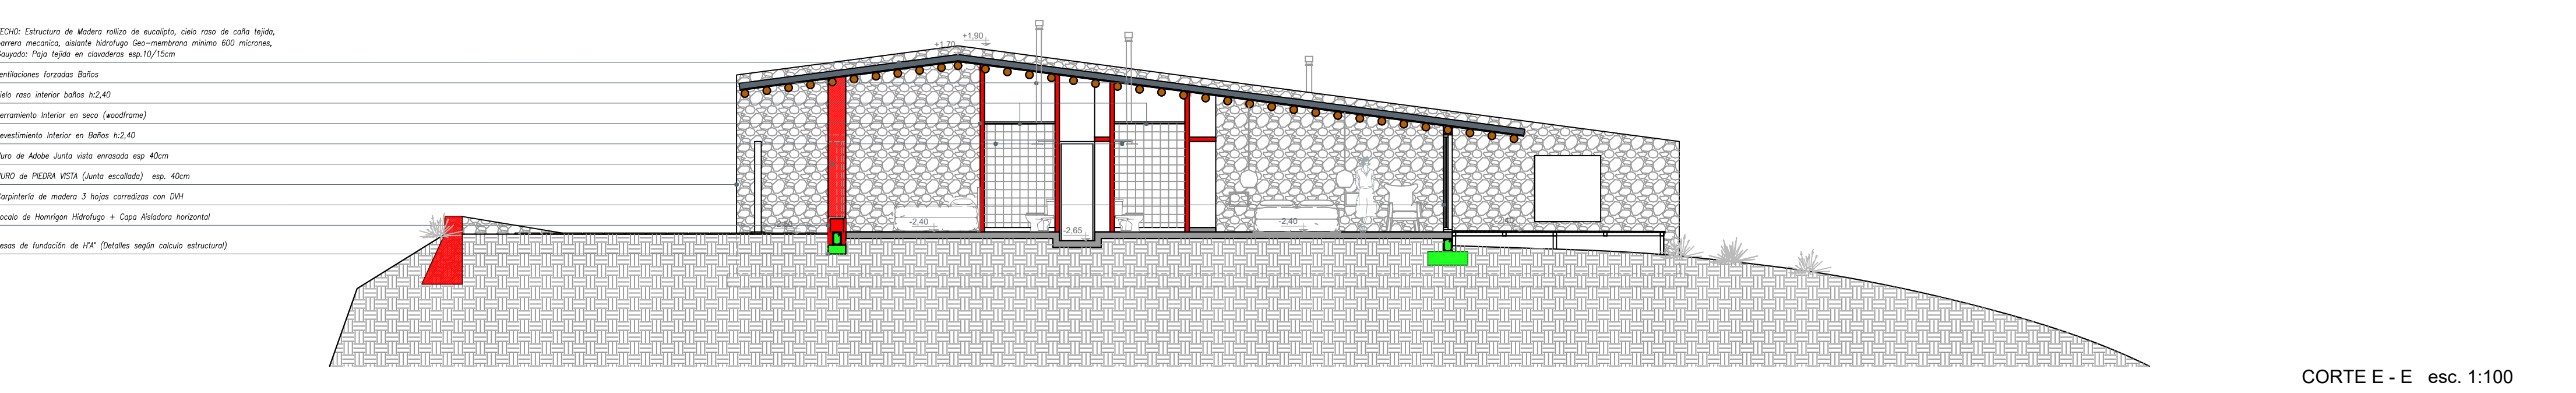 ECHO: Estructura de Madera rollizo de eucalipto, cielo raso de caña tejida,
arrera mecanica, aislante hidrofugo Geo-membrana minimo 600 micrones,
Gauyado: Paja tejida en clavaderas esp.10/15cm
entilaciones forzadas Baños
ielo raso interior baños h:2,40
erramiento Interior en seco (woodframe)
evestimiento Interior en Baños h:2,40
uro de Adobe Junta vista enrasada esp 40cm
URO de PIEDRA VISTA (Junta escallada) esp. 40cm
arpintería de madera 3 hojas corredizas con DVH
ocalo de Homrigon Hidrofugo + Capa Aisladora horizontal
esas de fundación de H°A° (Detalles según calculo estructural)
+1,90
+1,70
-2,40
-2,65
-2,40
-2,40
CORTE E - E esc. 1:100